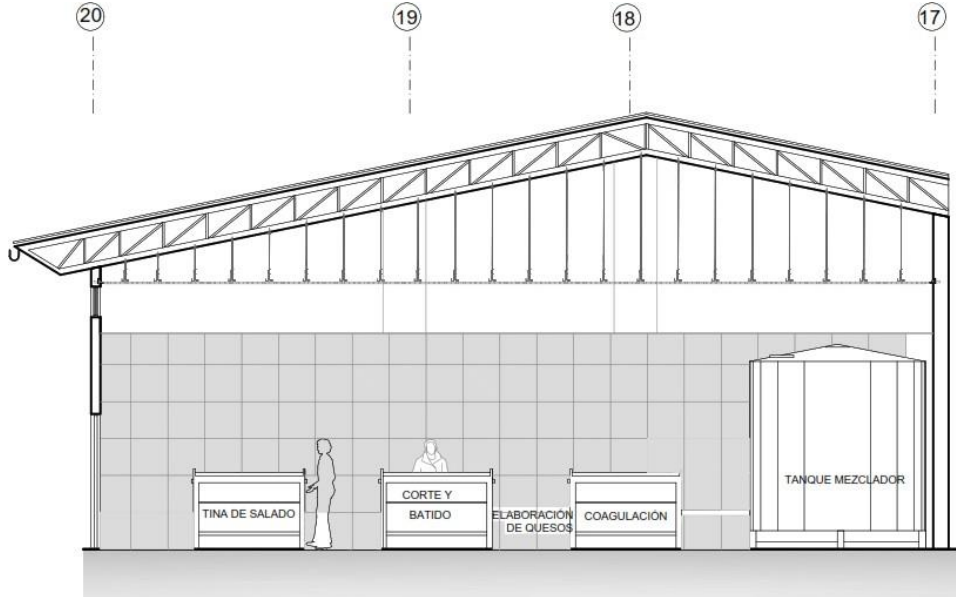 20
19
18
17
TANQUE MEZCLADOR
CORTE Y
BATIDO
TINA DE SALADO
ELABORACIÓN
DE QUESOS
COAGULACIÓN